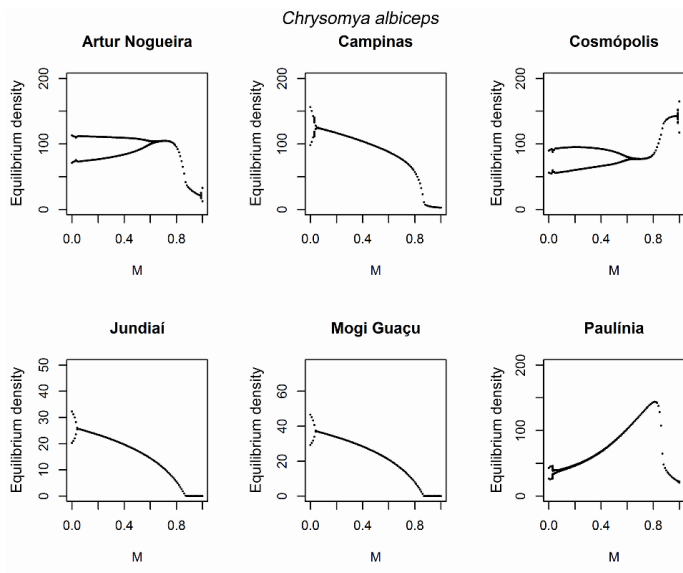 Chrysomya albiceps
Artur Nogueira
Equilibrium density
200
100
0
0.0 0.4 0.8
M
Campinas
Equilibrium density
200
100
0
0.0 0.4 0.8
M
Cosmópolis
Equilibrium density
200
100
0
0.0 0.4 0.8
M
Jundiaí
Equilibrium density
50
40
30
20
10
0
0.0 0.4 0.8
M
Mogi Guaçu
Equilibrium density
60
40
20
0
0.0 0.4 0.8
M
Paulínia
Equilibrium density
200
100
0
0.0 0.4 0.8
M